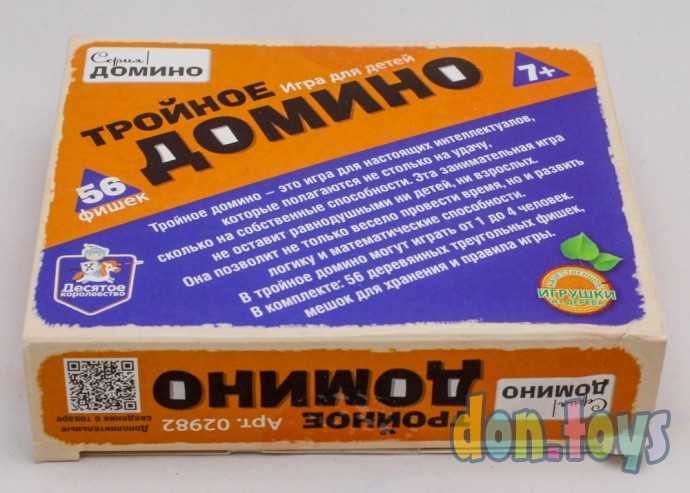 Серия
ДОМИНО
ТРОЙНОЕ
Игра для детей
ДОМИНО
7+
56
фишек
Тройное домино — это игра для настоящих интеллектуалов,
которые полагаются не столько на удачу,
сколько на собственные способности. Эта занимательная игра
не оставит равнодушными ни детей, ни взрослых.
Она позволит не только весело провести время, но и развить
логику и математические способности.
В тройное домино могут играть от 1 до 4 человек.
В комплекте: 56 деревянных треугольных фишек,
мешок для хранения и правила игры.
Десятое
королевство
ИГРУШКИ
ИЗ ДЕРЕВА
Дополнительные
сведения о товаре
Арт. 02982
ТРОЙНОЕ
ДОМИНО
Серия
ДОМИНО
don.toys